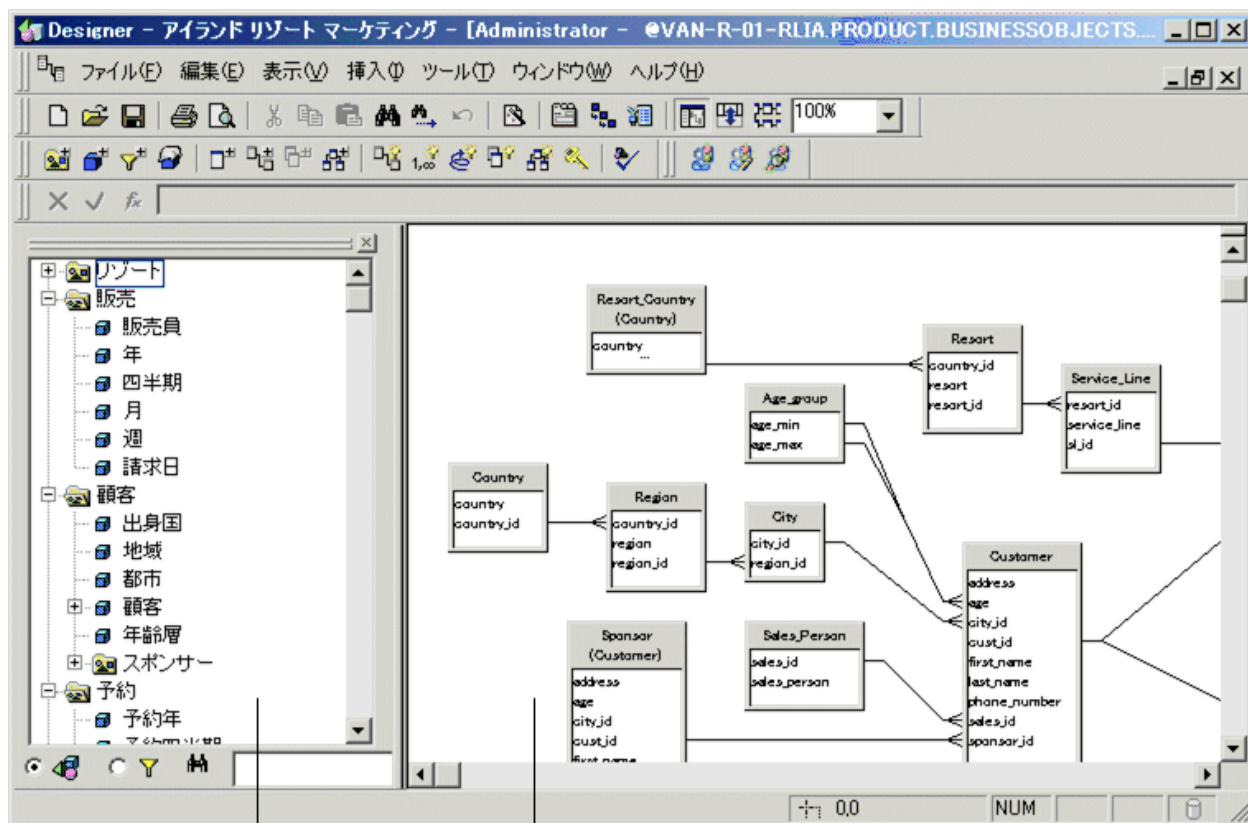 Designer - アイランド リゾート マーケティング - [Administrator - @VAN-R-01-RLIA.PRODUCT.BUSINESSOBJECTS....
ファイル(F) 編集(E) 表示(V) 挿入(I) ツール(T) ウィンドウ(W) ヘルプ(H)
100%
リゾート
販売
販売員
年
四半期
月
週
請求日
顧客
出身国
地域
都市
顧客
年齢層
スポンサー
予約
予約年
予約四半期
Resort_Country
(Country)
country
...
Resort
country_id
resort
resort_id
Service_Line
resort_id
service_line
sl_id
Age_group
age_min
age_max
Country
country
country_id
Region
country_id
region
region_id
City
city_id
region_id
Customer
address
age
city_id
cust_id
first_name
last_name
phone_number
sales_id
sponsor_id
Sponsor
(Customer)
address
age
city_id
cust_id
first_name
Sales_Person
sales_id
sales_person
0,0
NUM